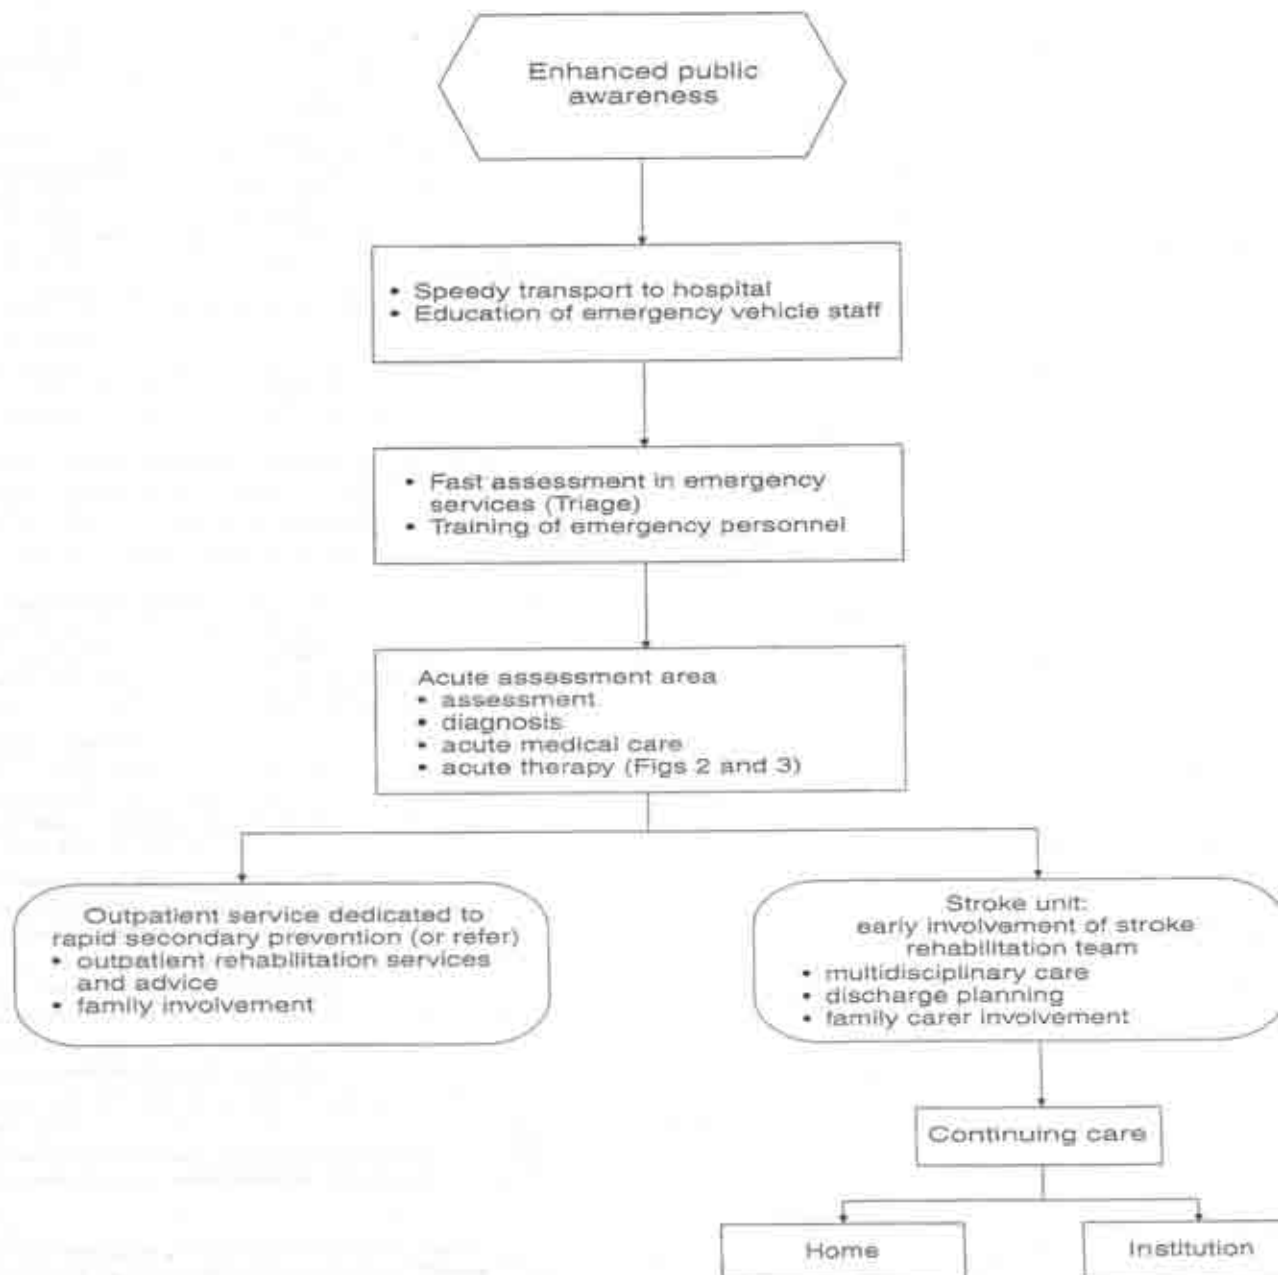 Enhanced public
awareness
• Speedy transport to hospital
• Education of emergency vehicle staff
• Fast assessment in emergency
services (Triage)
• Training of emergency personnel
Acute assessment area
• assessment
• diagnosis
• acute medical care
• acute therapy (Figs 2 and 3)
Outpatient service dedicated to
rapid secondary prevention (or refer)
• outpatient rehabilitation services
and advice
• family involvement
Stroke unit:
early involvement of stroke
rehabilitation team
• multidisciplinary care
• discharge planning
• family carer involvement
Continuing care
Home
Institution